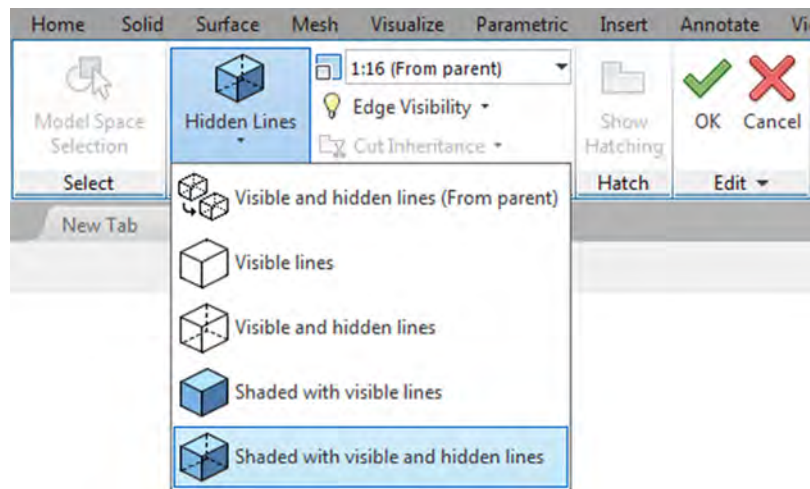 Home Solid Surface Mesh Visualize Parametric Insert Annotate
Model Space
Selection
Select
Hidden Lines
1:16 (From parent)
Edge Visibility
Cut Inheritance
Show
Hatching
Hatch
OK Cancel
Edit
New Tab
Visible and hidden lines (From parent)
Visible lines
Visible and hidden lines
Shaded with visible lines
Shaded with visible and hidden lines